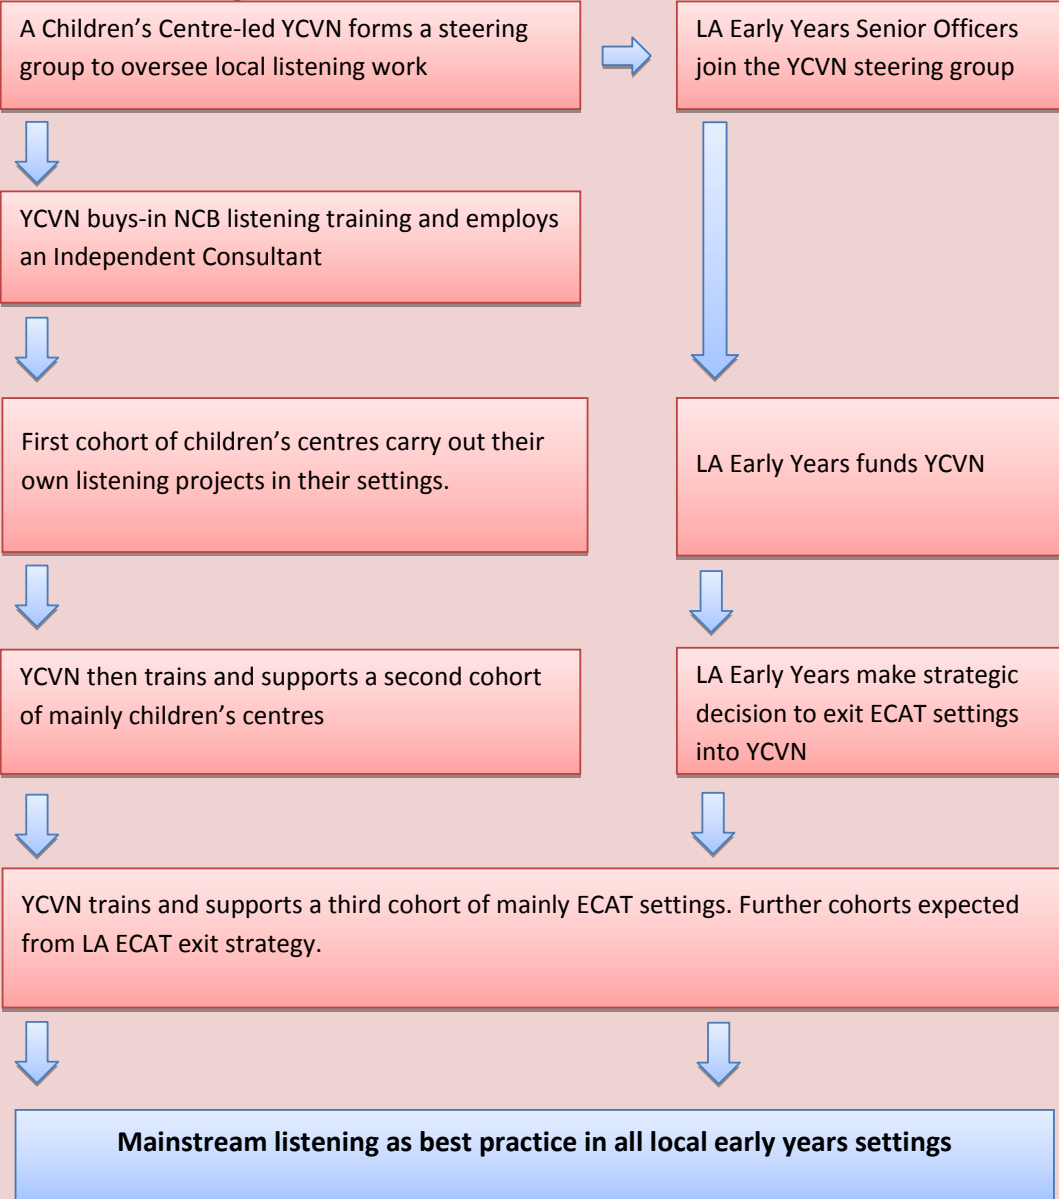 A Children’s Centre-led YCVN forms a steering
group to oversee local listening work
LA Early Years Senior Officers
join the YCVN steering group
YCVN buys-in NCB listening training and employs
an Independent Consultant
First cohort of children’s centres carry out their
own listening projects in their settings.
LA Early Years funds YCVN
YCVN then trains and supports a second cohort
of mainly children’s centres
LA Early Years make strategic
decision to exit ECAT settings
into YCVN
YCVN trains and supports a third cohort of mainly ECAT settings. Further cohorts expected
from LA ECAT exit strategy.
Mainstream listening as best practice in all local early years settings